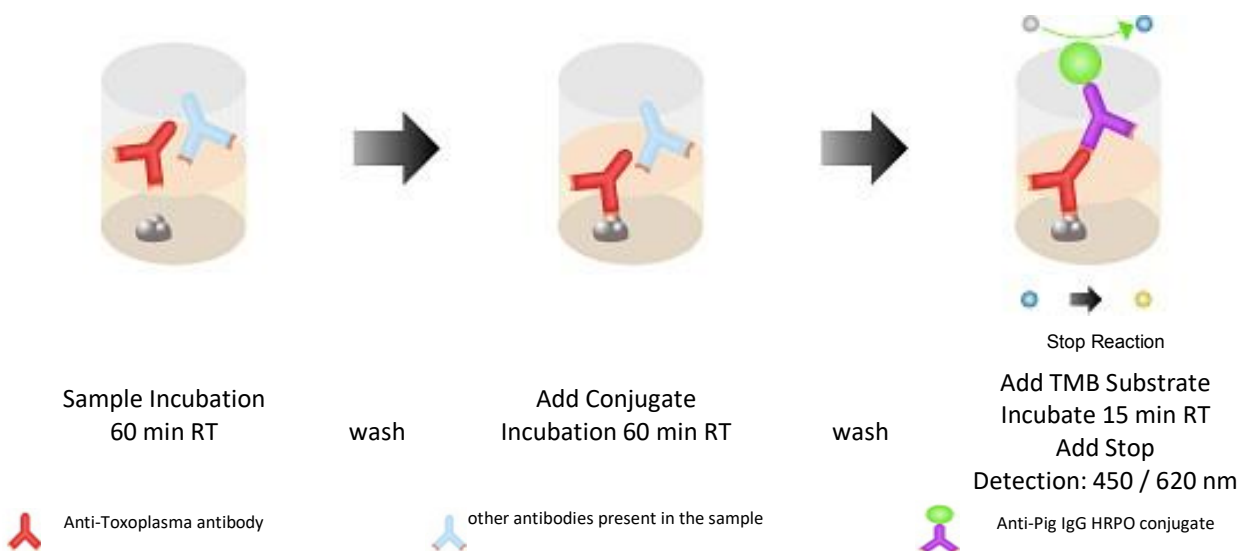 Stop Reaction
Sample Incubation
60 min RT
wash
Add Conjugate
Incubation 60 min RT
wash
Add TMB Substrate
Incubate 15 min RT
Add Stop
Detection: 450 / 620 nm
Anti-Toxoplasma antibody
other antibodies present in the sample
Anti-Pig IgG HRPO conjugate